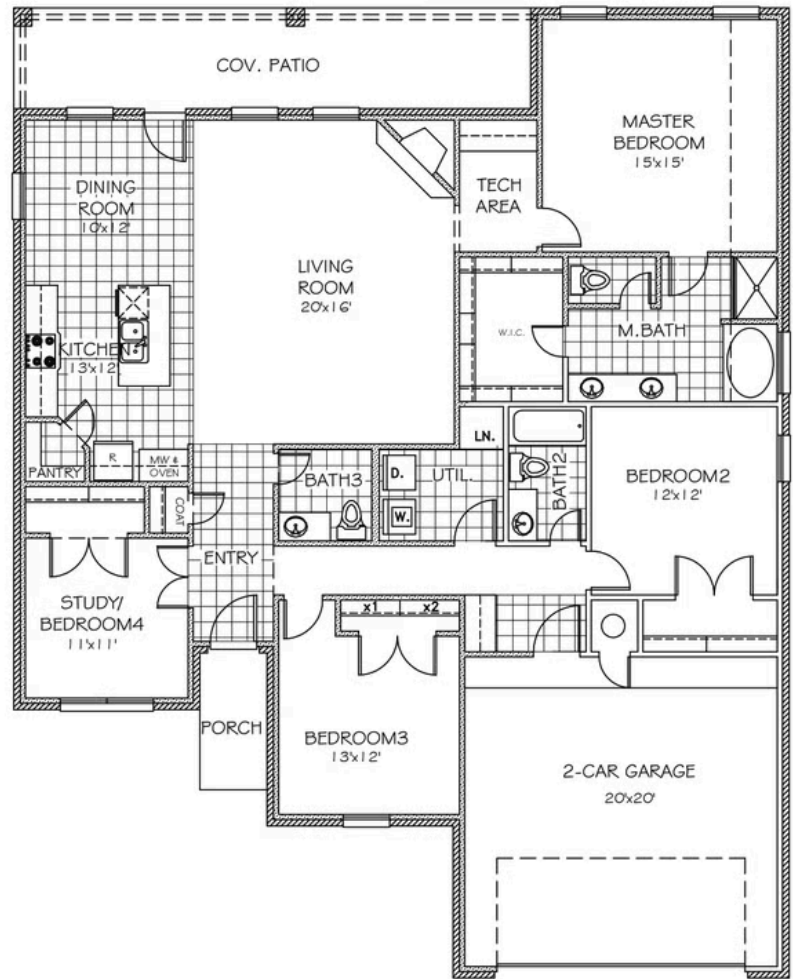 COV. PATIO
MASTER
BEDROOM
15'x15'
DINING
ROOM
10'x12'
TECH
AREA
LIVING
ROOM
20'x16'
W.I.C.
M.BATH
KITCHEN
13'x12'
PANTRY
R
MW &
OVEN
COAT
BATH3
D.
W.
UTIL.
LN.
BATH2
BEDROOM2
12'x12'
ENTRY
STUDY/
BEDROOM4
11'x11'
x1
x2
PORCH
BEDROOM3
13'x12'
2-CAR GARAGE
20'x20'